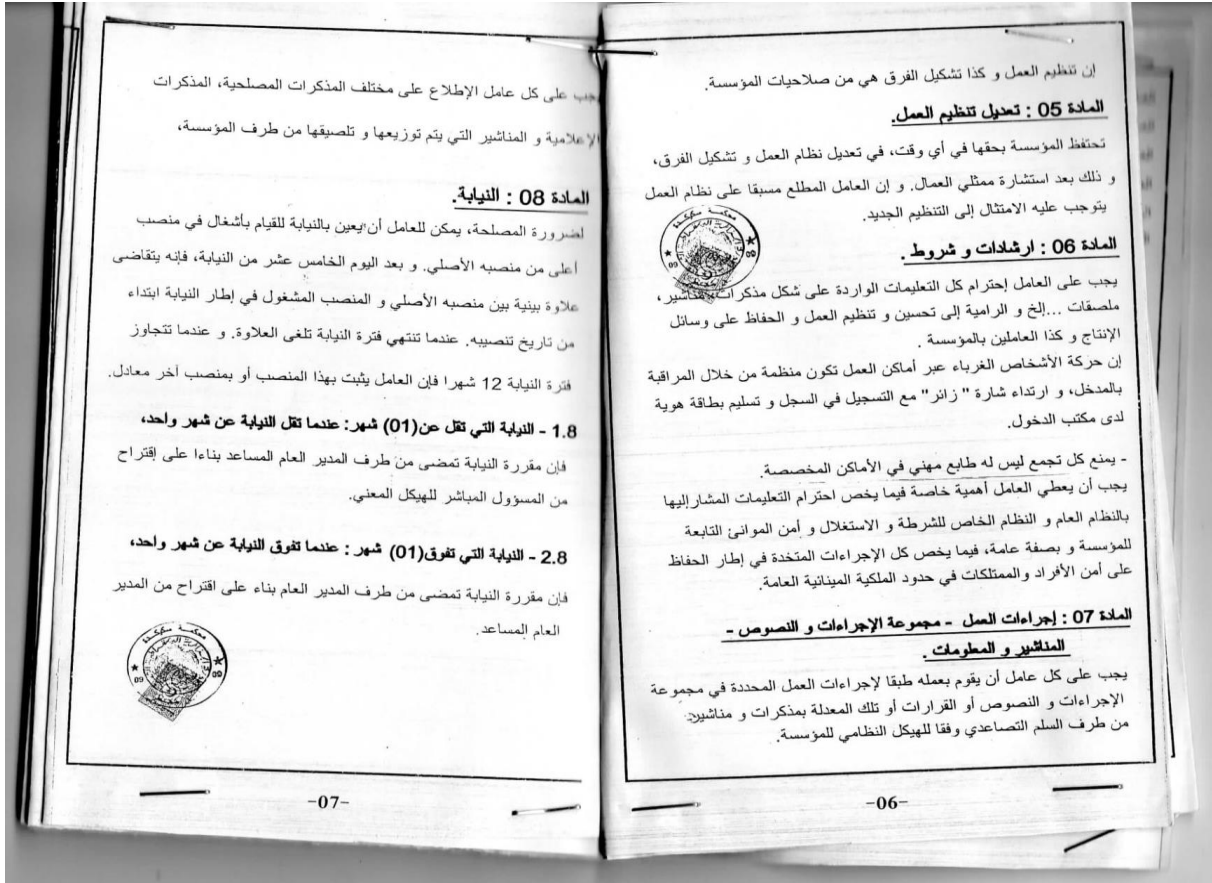 إن تنظيم العمل و كذا تشكيل الفرق هي من صلاحيات المؤسسة.
المادة 05 : تعديل تنظيم العمل.
تحتفظ المؤسسة بحقها في أي وقت، في تعديل نظام العمل و تشكيل الفرق،
و ذلك بعد استشارة ممثلي العمال. و إن العامل المطلع مسبقا على نظام العمل
يتوجب عليه الامتثال إلى التنظيم الجديد.
المادة 06 : ارشادات و شروط .
يجب على العامل إحترام كل التعليمات الواردة على شكل مذكرات، مناشير،
ملصقات ...إلخ و الرامية إلى تحسين و تنظيم العمل و الحفاظ على وسائل
الإنتاج و كذا العاملين بالمؤسسة .
إن حركة الأشخاص الغرباء عبر أماكن العمل تكون منظمة من خلال المراقبة
بالمدخل، و ارتداء شارة " زائر" مع التسجيل في السجل و تسليم بطاقة هوية
لدى مكتب الدخول.
- يمنع كل تجمع ليس له طابع مهني في الأماكن المخصصة.
يجب أن يعطي العامل أهمية خاصة فيما يخص احترام التعليمات المشارإليها
بالنظام العام و النظام الخاص للشرطة و الاستغلال و أمن الموانئ التابعة
للمؤسسة و بصفة عامة، فيما يخص كل الإجراءات المتخدة في إطار الحفاظ
على أمن الأفراد والممتلكات في حدود الملكية المينائية العامة.
المادة 07 : إجراءات العمل - مجموعة الإجراءات و النصوص -
المناشير و المعلومات .
يجب على كل عامل أن يقوم بعمله طبقا لإجراءات العمل المحددة في مجموعة
الإجراءات و النصوص أو القرارات أو تلك المعدلة بمذكرات و مناشير
من طرف السلم التصاعدي وفقا للهيكل النظامي للمؤسسة.
-06-
يجب على كل عامل الإطلاع على مختلف المذكرات المصلحية، المذكرات
الإعلامية و المناشير التي يتم توزيعها و تلصيقها من طرف المؤسسة،
المادة 08 : النيابة.
لضرورة المصلحة، يمكن للعامل أن يعين بالنيابة للقيام بأشغال في منصب
أعلى من منصبه الأصلي. و بعد اليوم الخامس عشر من النيابة، فإنه يتقاضى
علاوة بينية بين منصبه الأصلي و المنصب المشغول في إطار النيابة ابتداء
من تاريخ تنصيبه. عندما تنتهي فترة النيابة تلغى العلاوة. و عندما تتجاوز
فترة النيابة 12 شهرا فإن العامل يثبت بهذا المنصب أو بمنصب آخر معادل.
1.8 - النيابة التي تقل عن(01) شهر: عندما تقل النيابة عن شهر واحد،
فإن مقررة النيابة تمضى من طرف المدير العام المساعد بناءا على إقتراح
من المسؤول المباشر للهيكل المعني.
2.8 - النيابة التي تفوق(01) شهر : عندما تفوق النيابة عن شهر واحد،
فإن مقررة النيابة تمضى من طرف المدير العام بناء على اقتراح من المدير
العام المساعد.
-07-